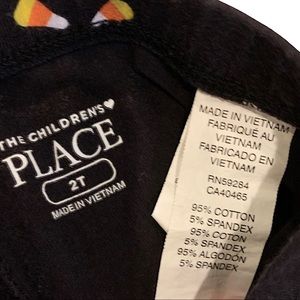 THE CHILDREN'S
PLACE
2T
MADE IN VIETNAM
MADE IN VIETNAM
FABRIQUÉ AU
VIETNAM
FABRICADO EN
VIETNAM
RN59284
CA40465
95% COTTON
5% SPANDEX
95% COTON
5% SPANDEX
95% ALGODÓN
5% SPANDEX